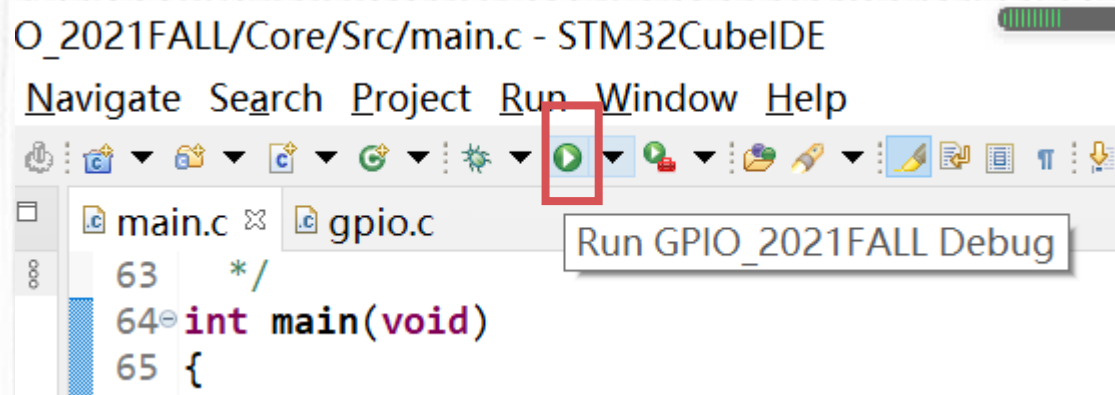 O_2021FALL/Core/Src/main.c - STM32CubeIDE
Navigate Search Project Run Window Help
main.c gpio.c
Run GPIO_2021FALL Debug
63 */
64 int main(void)
65 {